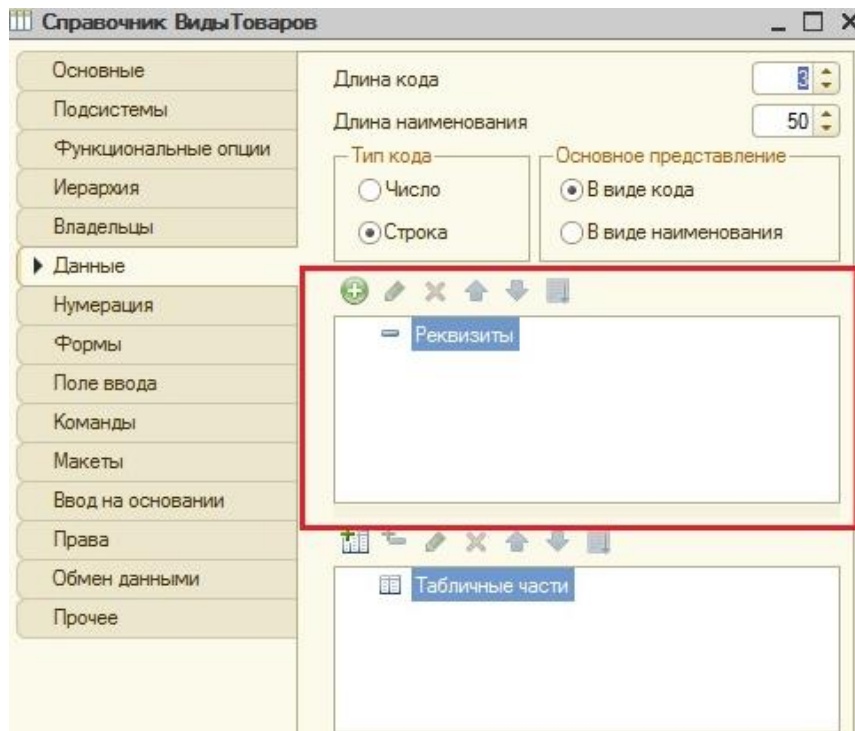 Справочник ВидыТоваров
Основные
Подсистемы
Функциональные опции
Иерархия
Владельцы
Данные
Нумерация
Формы
Поле ввода
Команды
Макеты
Ввод на основании
Права
Обмен данными
Прочее
Длина кода 3
Длина наименования 50
Тип кода
Число
Строка
Основное представление
В виде кода
В виде наименования
Реквизиты
Табличные части